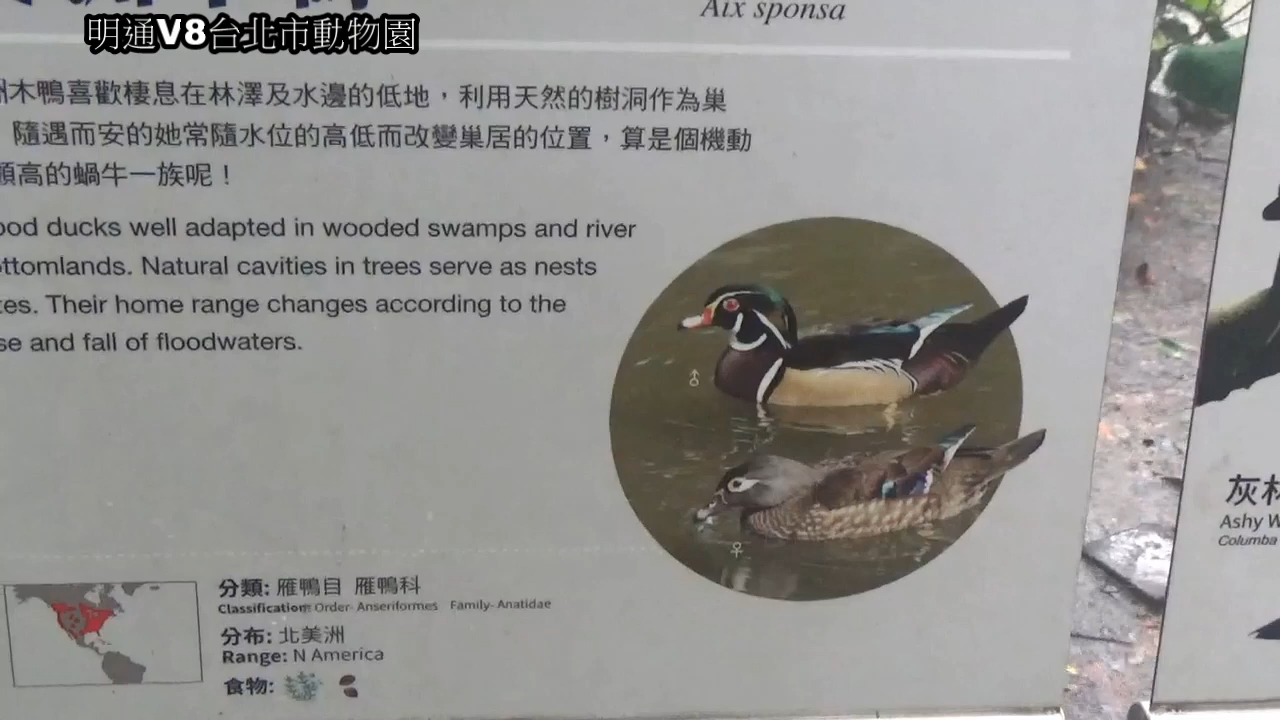 Aix sponsa
明通V8台北市動物園
洲木鴨喜歡棲息在林澤及水邊的低地，利用天然的樹洞作為巢
隨遇而安的她常隨水位的高低而改變巢居的位置，算是個機動
頗高的蝸牛一族呢！
ood ducks well adapted in wooded swamps and river
ttomlands. Natural cavities in trees serve as nests
tes. Their home range changes according to the
se and fall of floodwaters.
♂
♀
分類: 雁鴨目 雁鴨科
Classification: Order- Anseriformes Family- Anatidae
分布: 北美洲
Range: N America
食物:
灰林
Ashy W
Columba